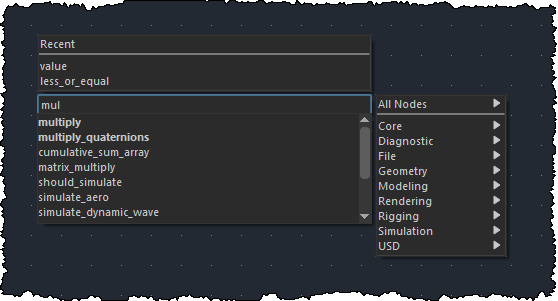 Recent
value
less_or_equal
mul
multiply
multiply_quaternions
cumulative_sum_array
matrix_multiply
should_simulate
simulate_aero
simulate_dynamic_wave
All Nodes
Core
Diagnostic
File
Geometry
Modeling
Rendering
Rigging
Simulation
USD